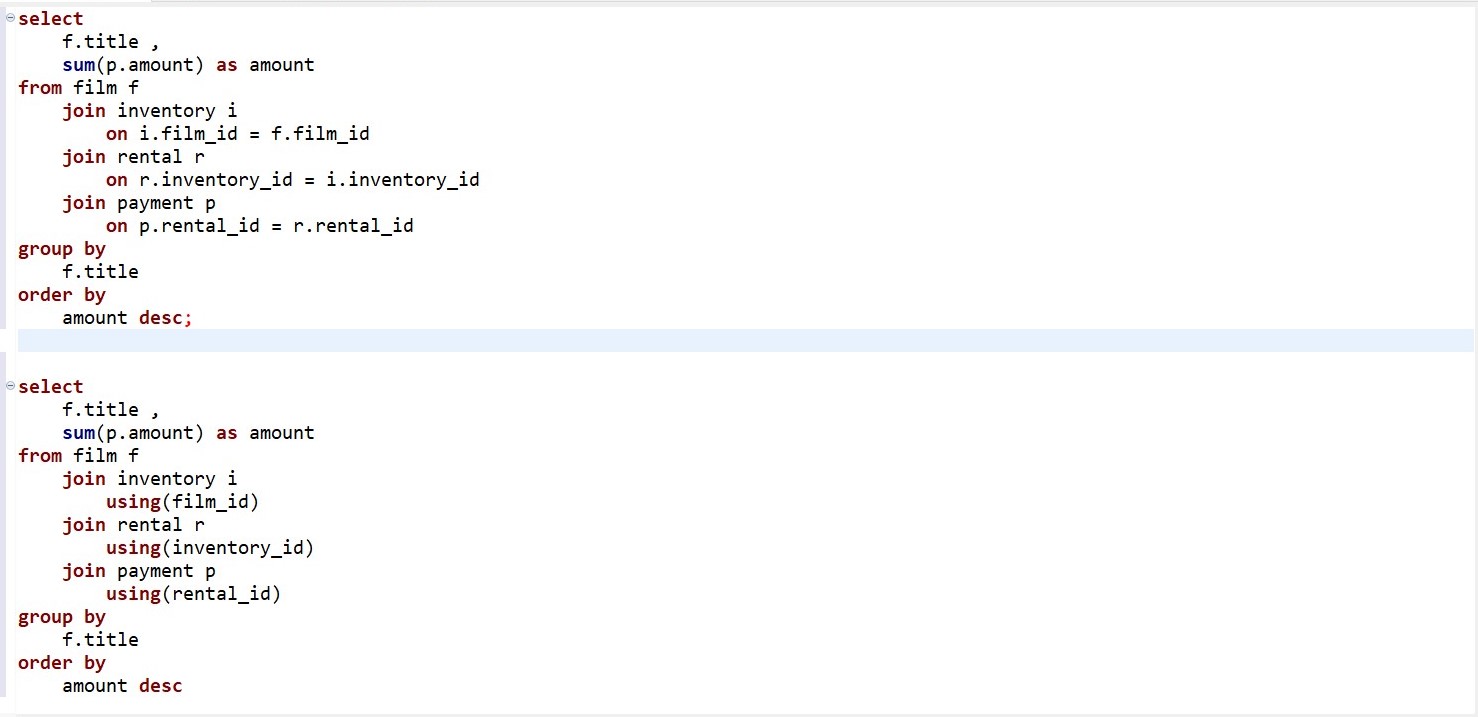 select
    f.title ,
    sum(p.amount) as amount
from film f
    join inventory i
        on i.film_id = f.film_id
    join rental r
        on r.inventory_id = i.inventory_id
    join payment p
        on p.rental_id = r.rental_id
group by
    f.title
order by
    amount desc;
select
    f.title ,
    sum(p.amount) as amount
from film f
    join inventory i
        using(film_id)
    join rental r
        using(inventory_id)
    join payment p
        using(rental_id)
group by
    f.title
order by
    amount desc